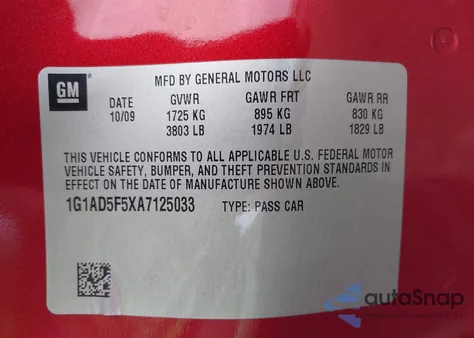 GM
MFD BY GENERAL MOTORS LLC
DATE GVWR GAWR FRT GAWR RR
10/09 1725 KG 895 KG 830 KG
3803 LB 1974 LB 1829 LB
THIS VEHICLE CONFORMS TO ALL APPLICABLE U.S. FEDERAL MOTOR
VEHICLE SAFETY, BUMPER, AND THEFT PREVENTION STANDARDS IN
EFFECT ON THE DATE OF MANUFACTURE SHOWN ABOVE.
1G1AD5F5XA7125033 TYPE: PASS CAR
autoSnap